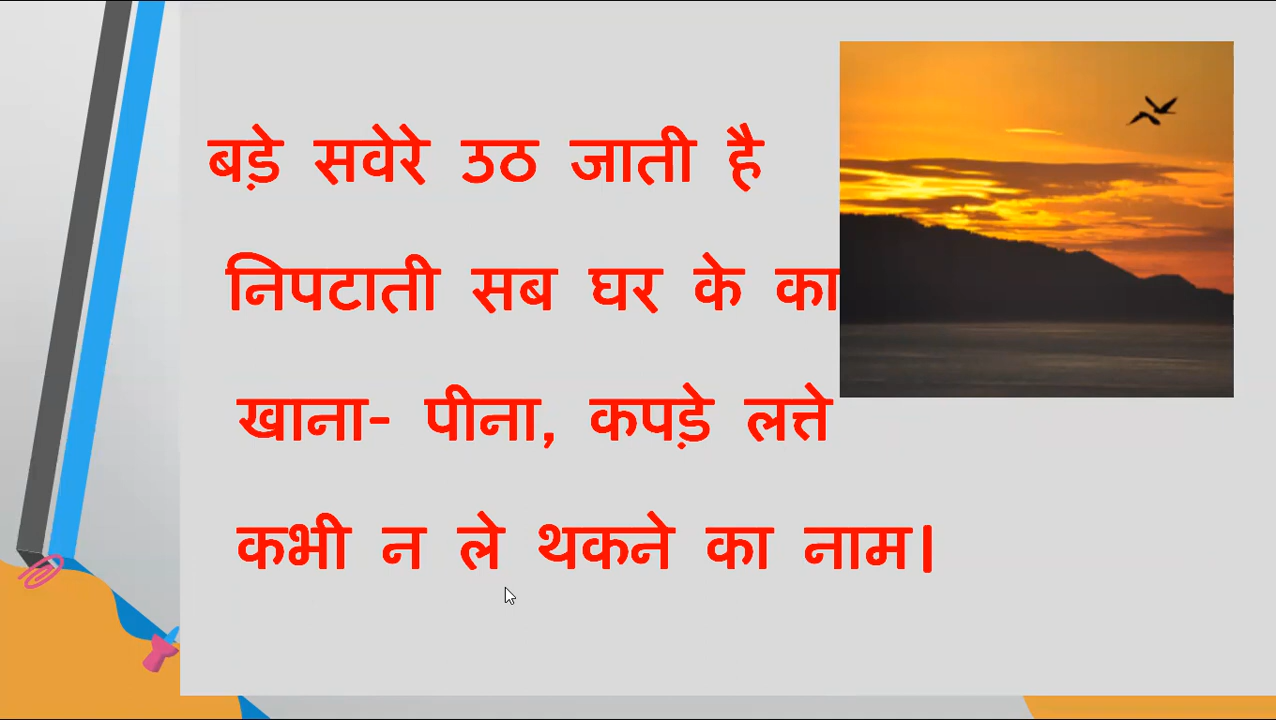 बड़े सवेरे उठ जाती है
निपटाती सब घर के का
खाना- पीना, कपड़े लत्ते
कभी न ले थकने का नाम।